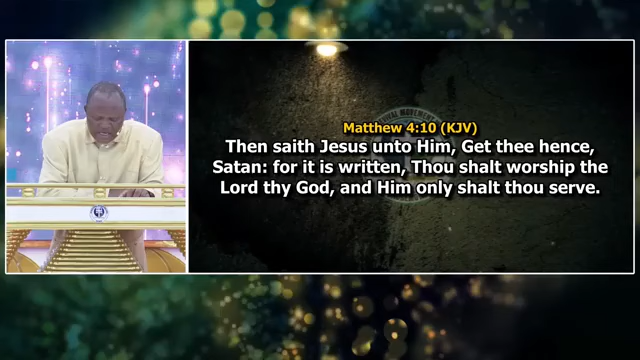 Matthew 4:10 (KJV)
Then saith Jesus unto Him, Get thee hence,
Satan: for it is written, Thou shalt worship the
Lord thy God, and Him only shalt thou serve.